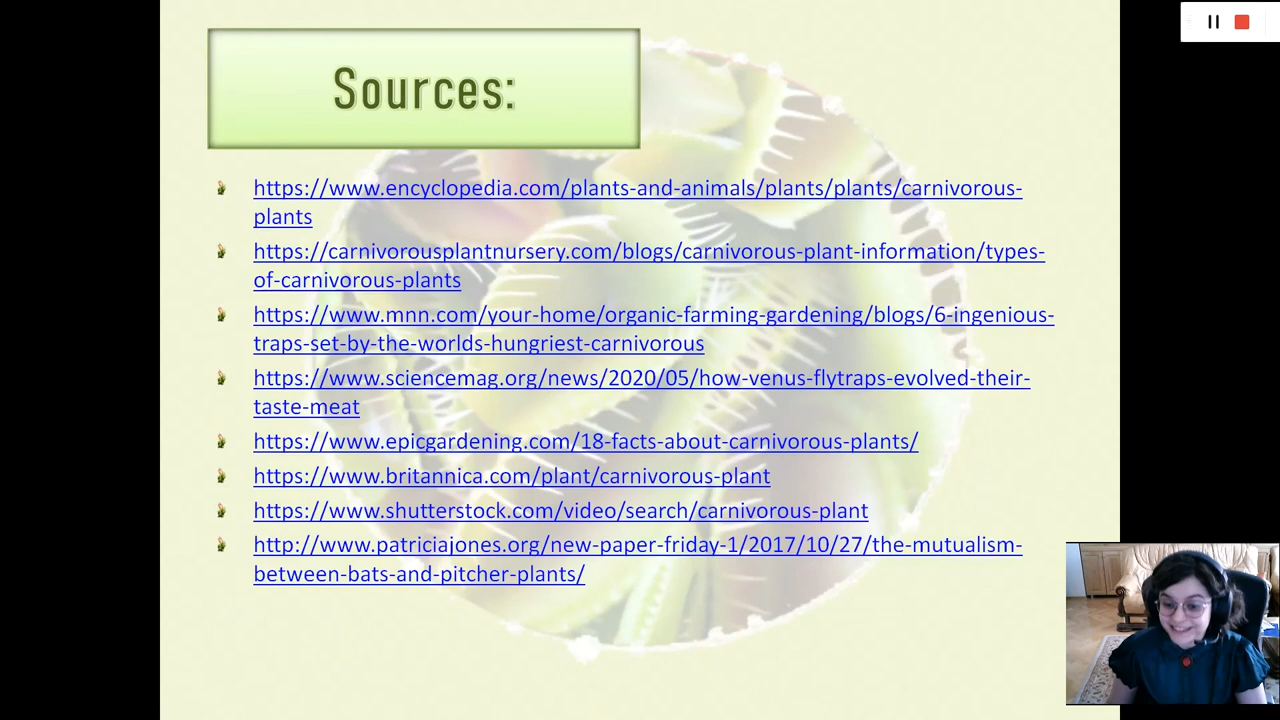 Sources:
https://www.encyclopedia.com/plants-and-animals/plants/plants/carnivorous-
plants
https://carnivorousplantnursery.com/blogs/carnivorous-plant-information/types-
of-carnivorous-plants
https://www.mnn.com/your-home/organic-farming-gardening/blogs/6-ingenious-
traps-set-by-the-worlds-hungriest-carnivorous
https://www.sciencemag.org/news/2020/05/how-venus-flytraps-evolved-their-
taste-meat
https://www.epicgardening.com/18-facts-about-carnivorous-plants/
https://www.britannica.com/plant/carnivorous-plant
https://www.shutterstock.com/video/search/carnivorous-plant
http://www.patriciajones.org/new-paper-friday-1/2017/10/27/the-mutualism-
between-bats-and-pitcher-plants/